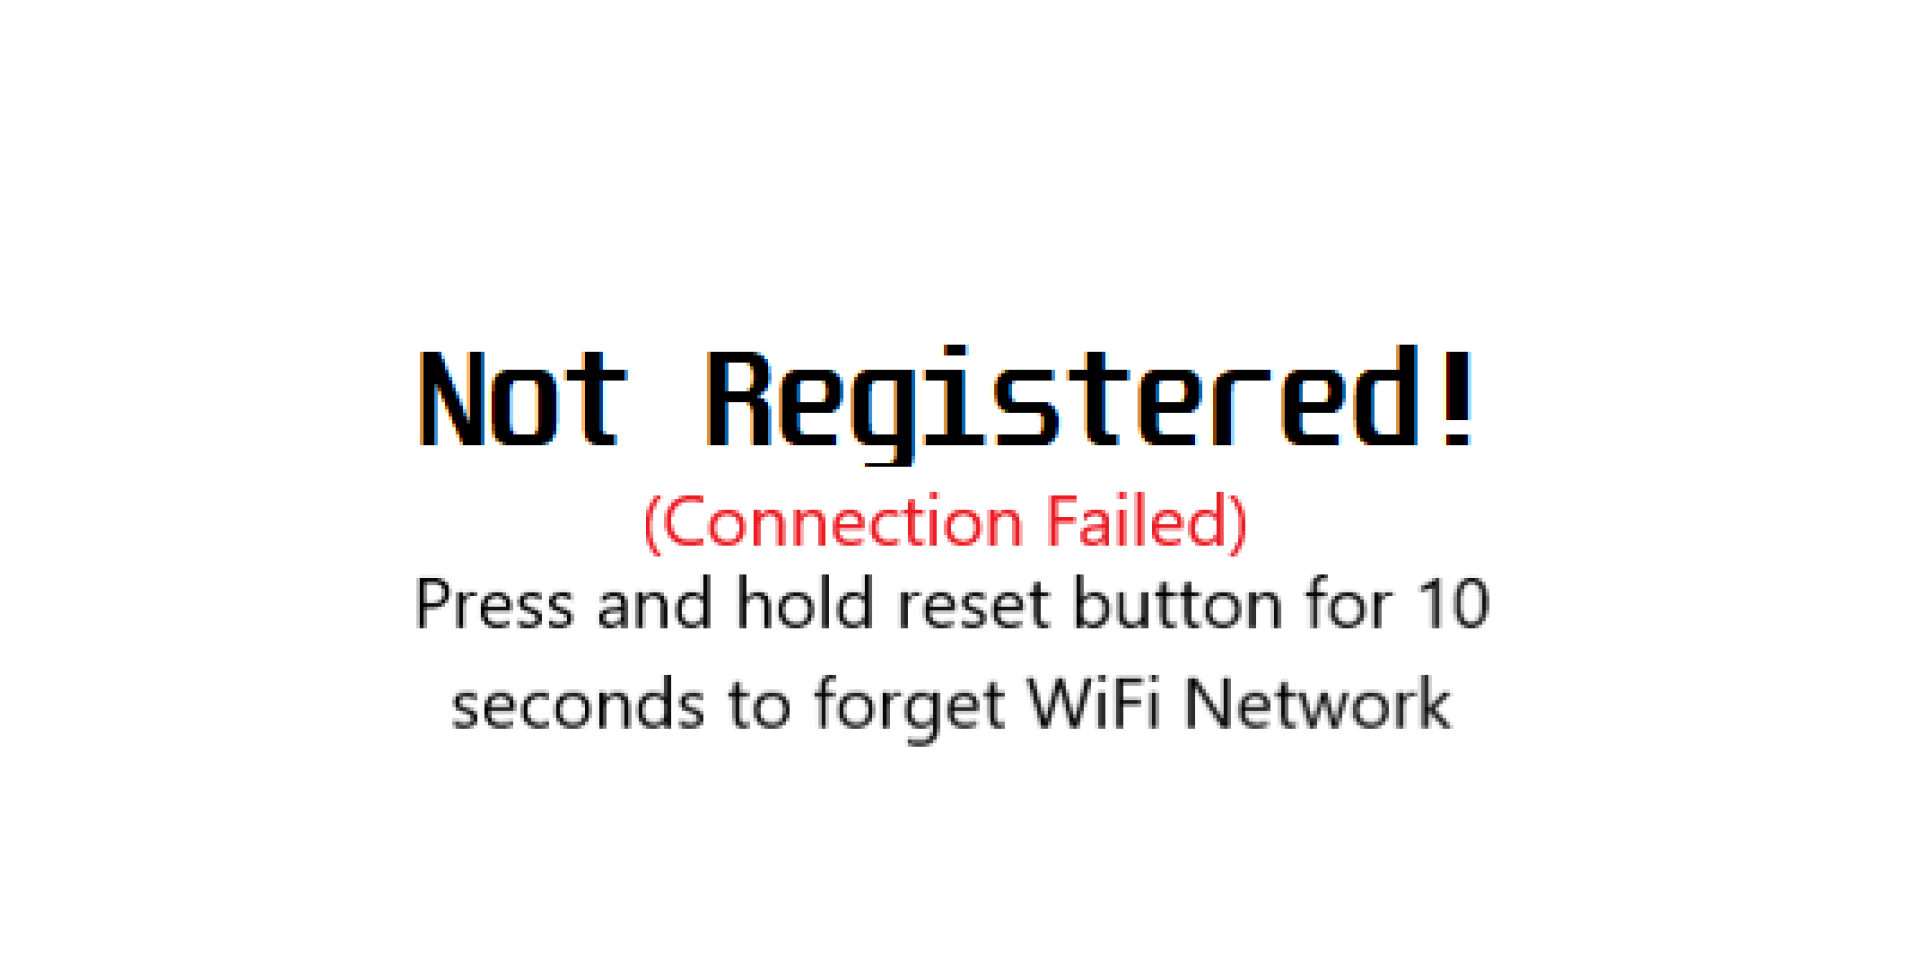 Not Registered!
(Connection Failed)
Press and hold reset button for 10
seconds to forget WiFi Network